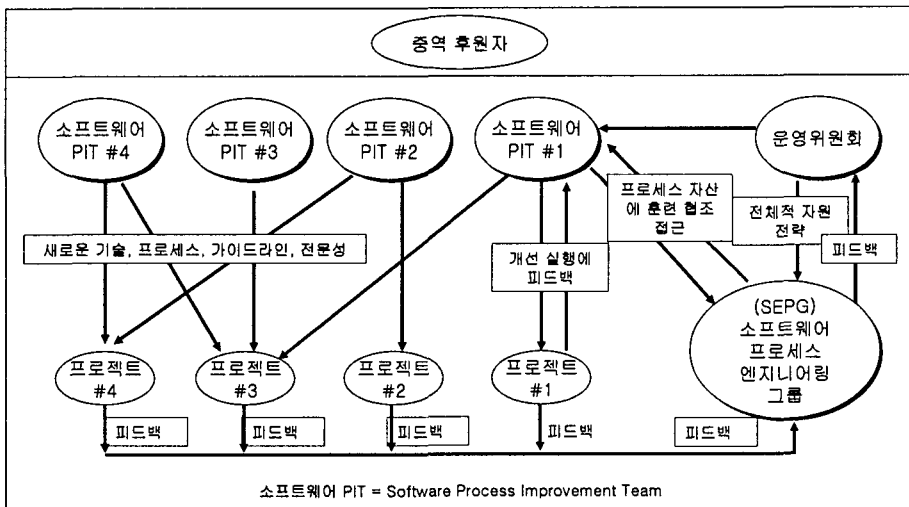 중역 후원자
소프트웨어
PIT #4
소프트웨어
PIT #3
소프트웨어
PIT #2
소프트웨어
PIT #1
운영위원회
프로세스 자산
에 훈련 협조
접근
전체적 자원
전략
피드백
새로운 기술, 프로세스, 가이드라인, 전문성
개선 실행에
피드백
(SEPG)
소프트웨어
프로세스
엔지니어링
그룹
프로젝트
#4
프로젝트
#3
프로젝트
#2
프로젝트
#1
피드백
피드백
피드백
피드백
피드백
소프트웨어 PIT = Software Process Improvement Team